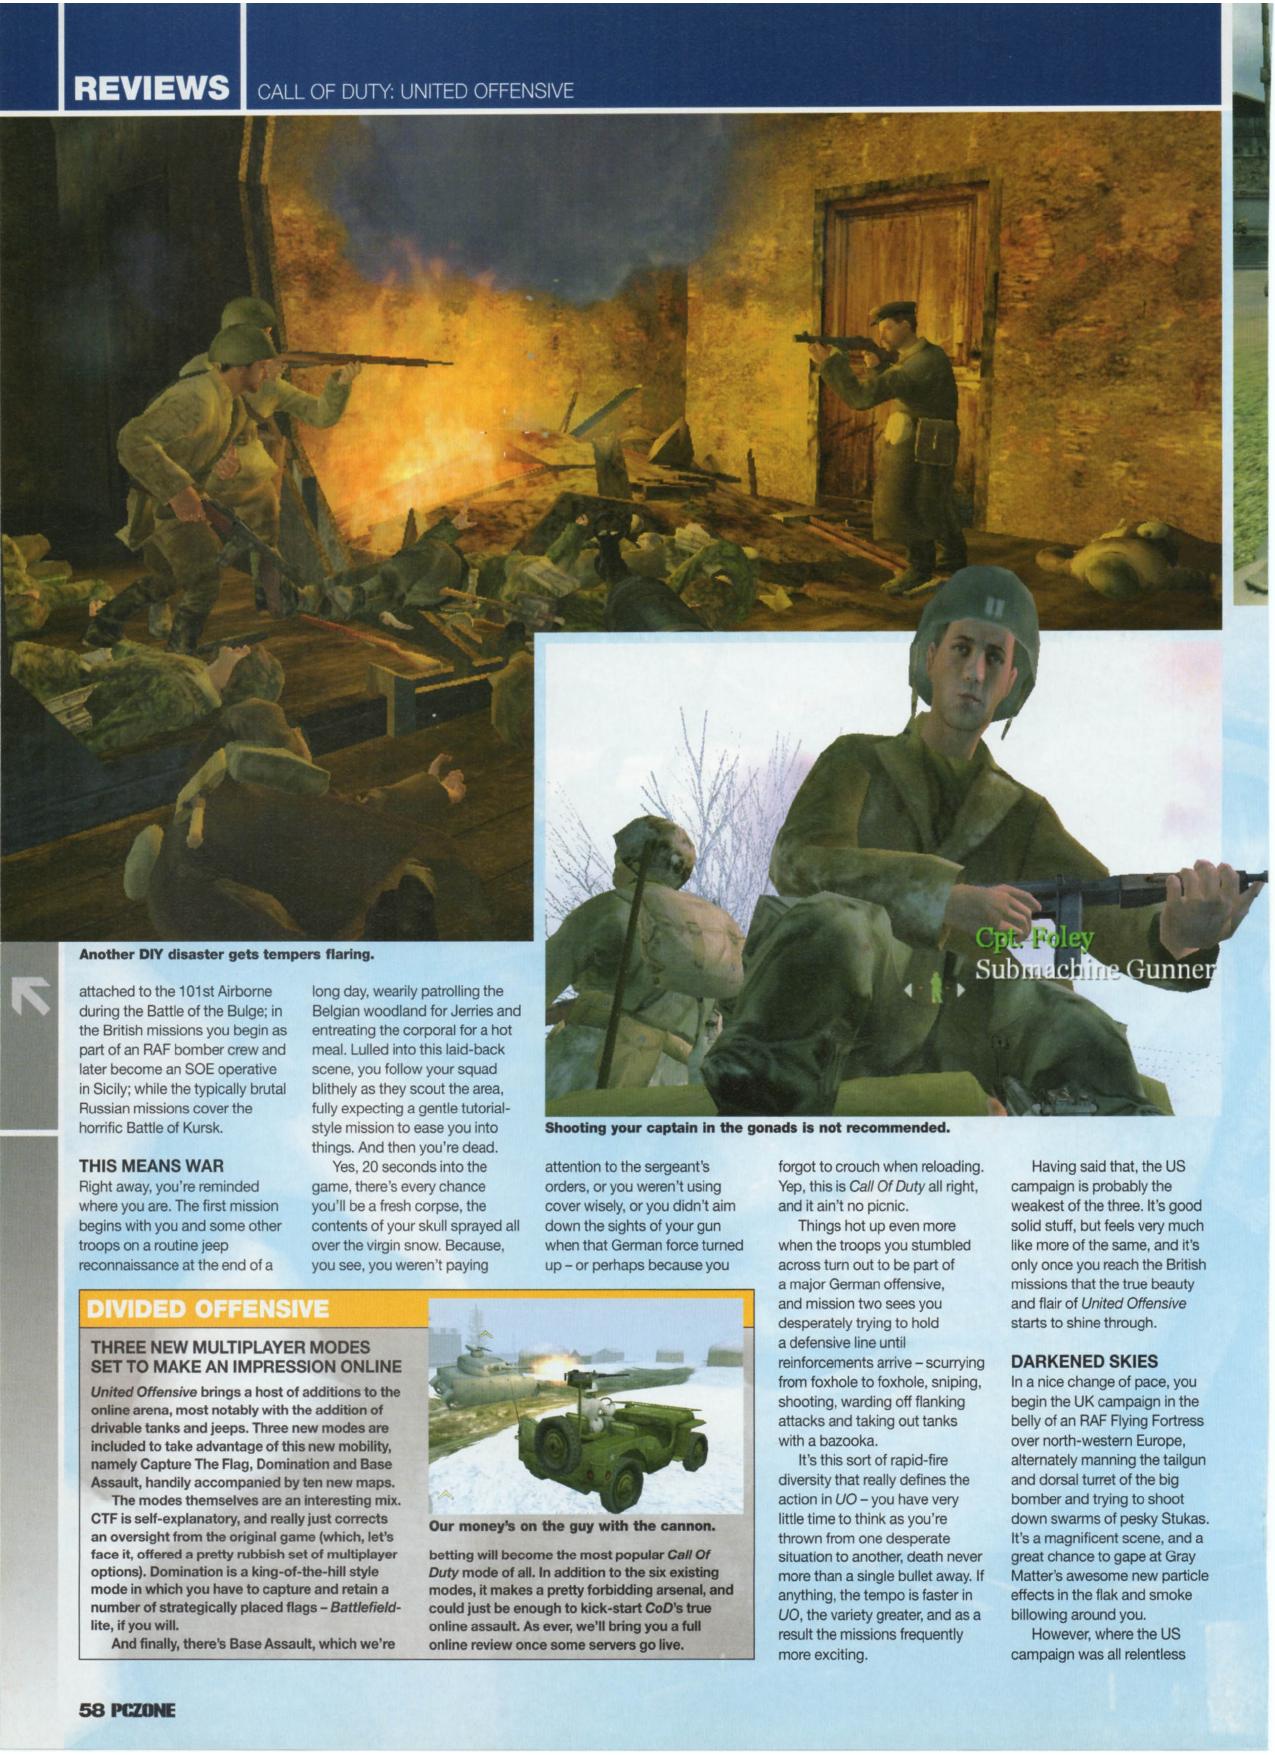 REVIEWS
CALL OF DUTY: UNITED OFFENSIVE
Another DIY disaster gets tempers flaring.
Cpt. Foley
Submachine Gunner
Shooting your captain in the gonads is not recommended.
attached to the 101st Airborne
during the Battle of the Bulge; in
the British missions you begin as
part of an RAF bomber crew and
later become an SOE operative
in Sicily; while the typically brutal
Russian missions cover the
horrific Battle of Kursk.
THIS MEANS WAR
Right away, you're reminded
where you are. The first mission
begins with you and some other
troops on a routine jeep
reconnaissance at the end of a
long day, wearily patrolling the
Belgian woodland for Jerries and
entreating the corporal for a hot
meal. Lulled into this laid-back
scene, you follow your squad
blithely as they scout the area,
fully expecting a gentle tutorial-
style mission to ease you into
things. And then you're dead.
Yes, 20 seconds into the
game, there's every chance
you'll be a fresh corpse, the
contents of your skull sprayed all
over the virgin snow. Because,
you see, you weren't paying
attention to the sergeant's
orders, or you weren't using
cover wisely, or you didn't aim
down the sights of your gun
when that German force turned
up – or perhaps because you
forgot to crouch when reloading.
Yep, this is Call Of Duty all right,
and it ain't no picnic.
Things hot up even more
when the troops you stumbled
across turn out to be part of
a major German offensive,
and mission two sees you
desperately trying to hold
a defensive line until
reinforcements arrive – scurrying
from foxhole to foxhole, sniping,
shooting, warding off flanking
attacks and taking out tanks
with a bazooka.
It's this sort of rapid-fire
diversity that really defines the
action in UO – you have very
little time to think as you're
thrown from one desperate
situation to another, death never
more than a single bullet away. If
anything, the tempo is faster in
UO, the variety greater, and as a
result the missions frequently
more exciting.
Having said that, the US
campaign is probably the
weakest of the three. It's good
solid stuff, but feels very much
like more of the same, and it's
only once you reach the British
missions that the true beauty
and flair of United Offensive
starts to shine through.
DARKENED SKIES
In a nice change of pace, you
begin the UK campaign in the
belly of an RAF Flying Fortress
over north-western Europe,
alternately manning the tailgun
and dorsal turret of the big
bomber and trying to shoot
down swarms of pesky Stukas.
It's a magnificent scene, and a
great chance to gape at Gray
Matter's awesome new particle
effects in the flak and smoke
billowing around you.
However, where the US
campaign was all relentless
DIVIDED OFFENSIVE
THREE NEW MULTIPLAYER MODES
SET TO MAKE AN IMPRESSION ONLINE
United Offensive brings a host of additions to the
online arena, most notably with the addition of
drivable tanks and jeeps. Three new modes are
included to take advantage of this new mobility,
namely Capture The Flag, Domination and Base
Assault, handily accompanied by ten new maps.
The modes themselves are an interesting mix.
CTF is self-explanatory, and really just corrects
an oversight from the original game (which, let's
face it, offered a pretty rubbish set of multiplayer
options). Domination is a king-of-the-hill style
mode in which you have to capture and retain a
number of strategically placed flags – Battlefield-
lite, if you will.
And finally, there's Base Assault, which we're
Our money's on the guy with the cannon.
betting will become the most popular Call Of
Duty mode of all. In addition to the six existing
modes, it makes a pretty forbidding arsenal, and
could just be enough to kick-start CoD's true
online assault. As ever, we'll bring you a full
online review once some servers go live.
58 PCZONE